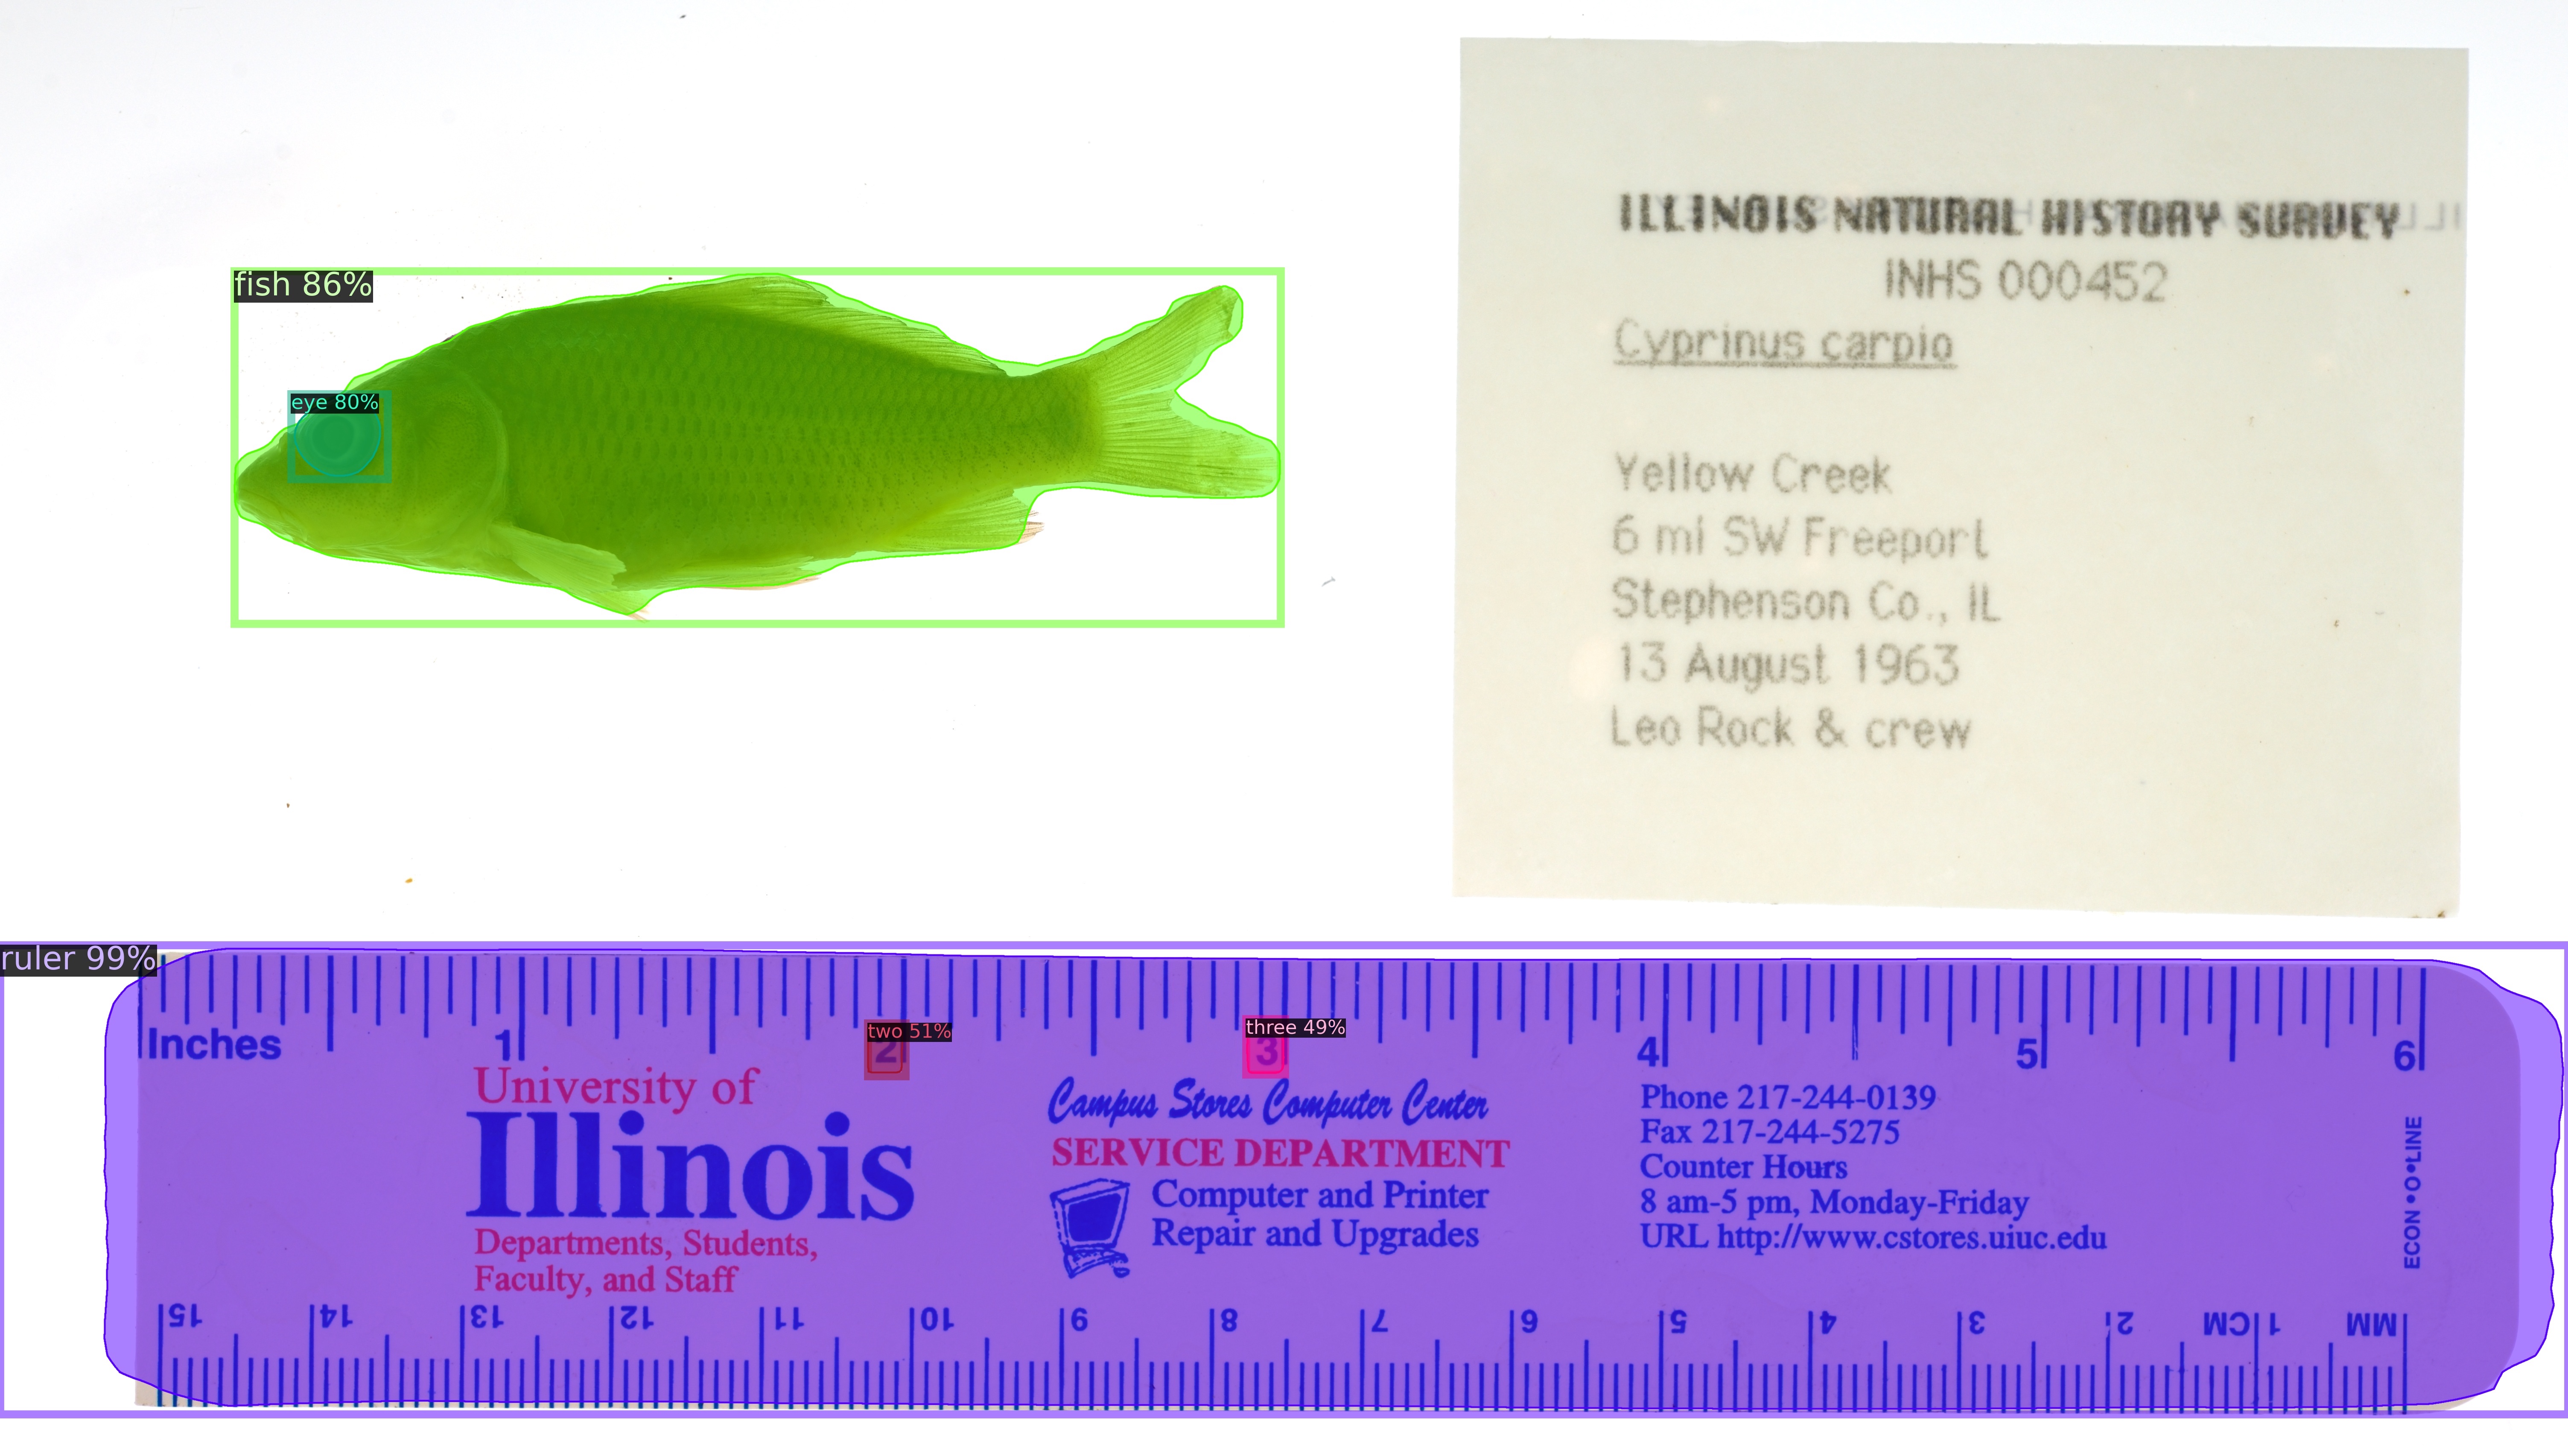 ILLINOIS NATURAL HISTORY SURVEY
INHS 000452
Cyprinus carpio
Yellow Creek
6 mi SW Freeport
Stephenson Co., IL
13 August 1963
Leo Rock & crew
fish 86%
eye 80%
ruler 99%
Inches 1 2 3 4 5 6
two 51%
three 49%
University of
Illinois
Departments, Students,
Faculty, and Staff
Campus Stores Computer Center
SERVICE DEPARTMENT
Computer and Printer
Repair and Upgrades
Phone 217-244-0139
Fax 217-244-5275
Counter Hours
8 am-5 pm, Monday-Friday
URL http://www.cstores.uiuc.edu
ECON•O•LINE
15 14 13 12 11 10 9 8 7 6 5 4 3 2 1 CM MM